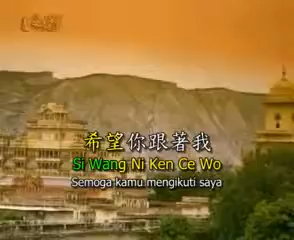 希望你跟著我
Si Wang Ni Ken Ce Wo
Semoga kamu mengikuti saya